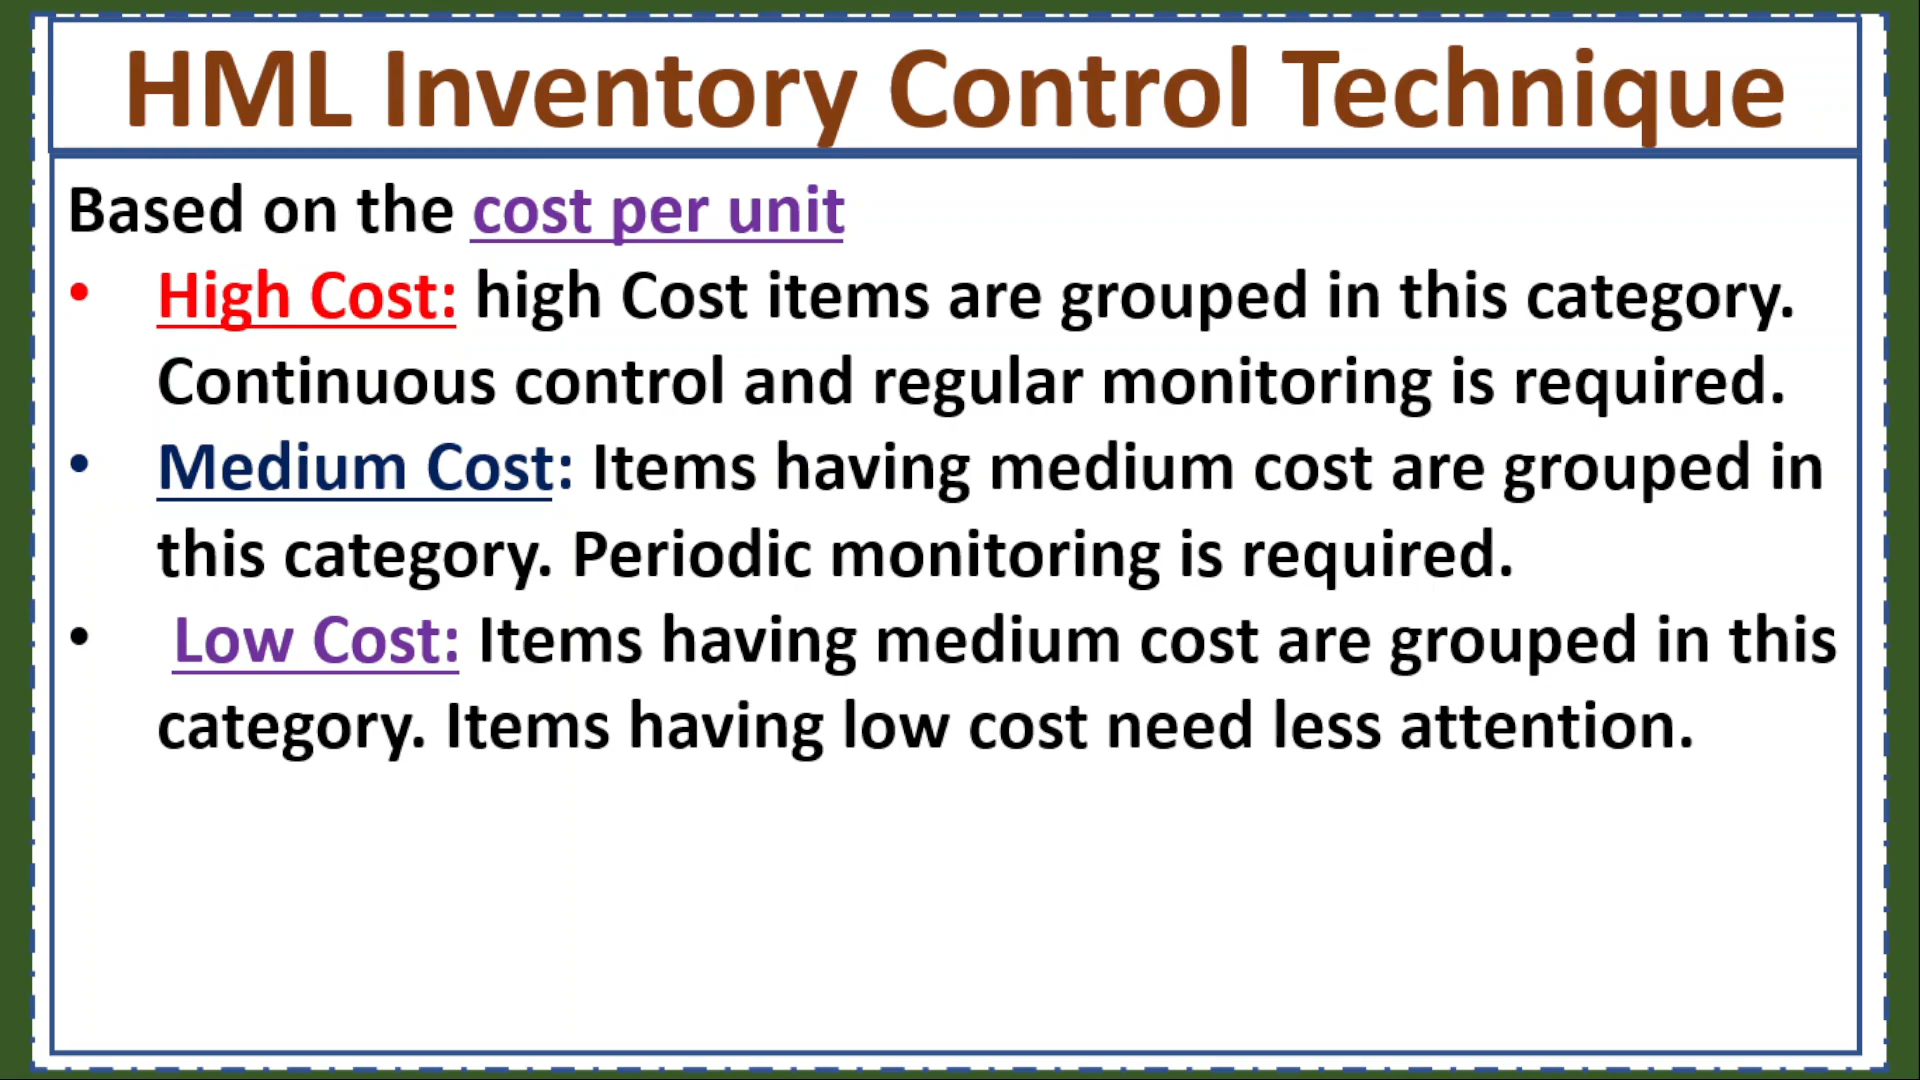 HML Inventory Control Technique
Based on the cost per unit
• High Cost: high Cost items are grouped in this category.
Continuous control and regular monitoring is required.
• Medium Cost: Items having medium cost are grouped in
this category. Periodic monitoring is required.
• Low Cost: Items having medium cost are grouped in this
category. Items having low cost need less attention.